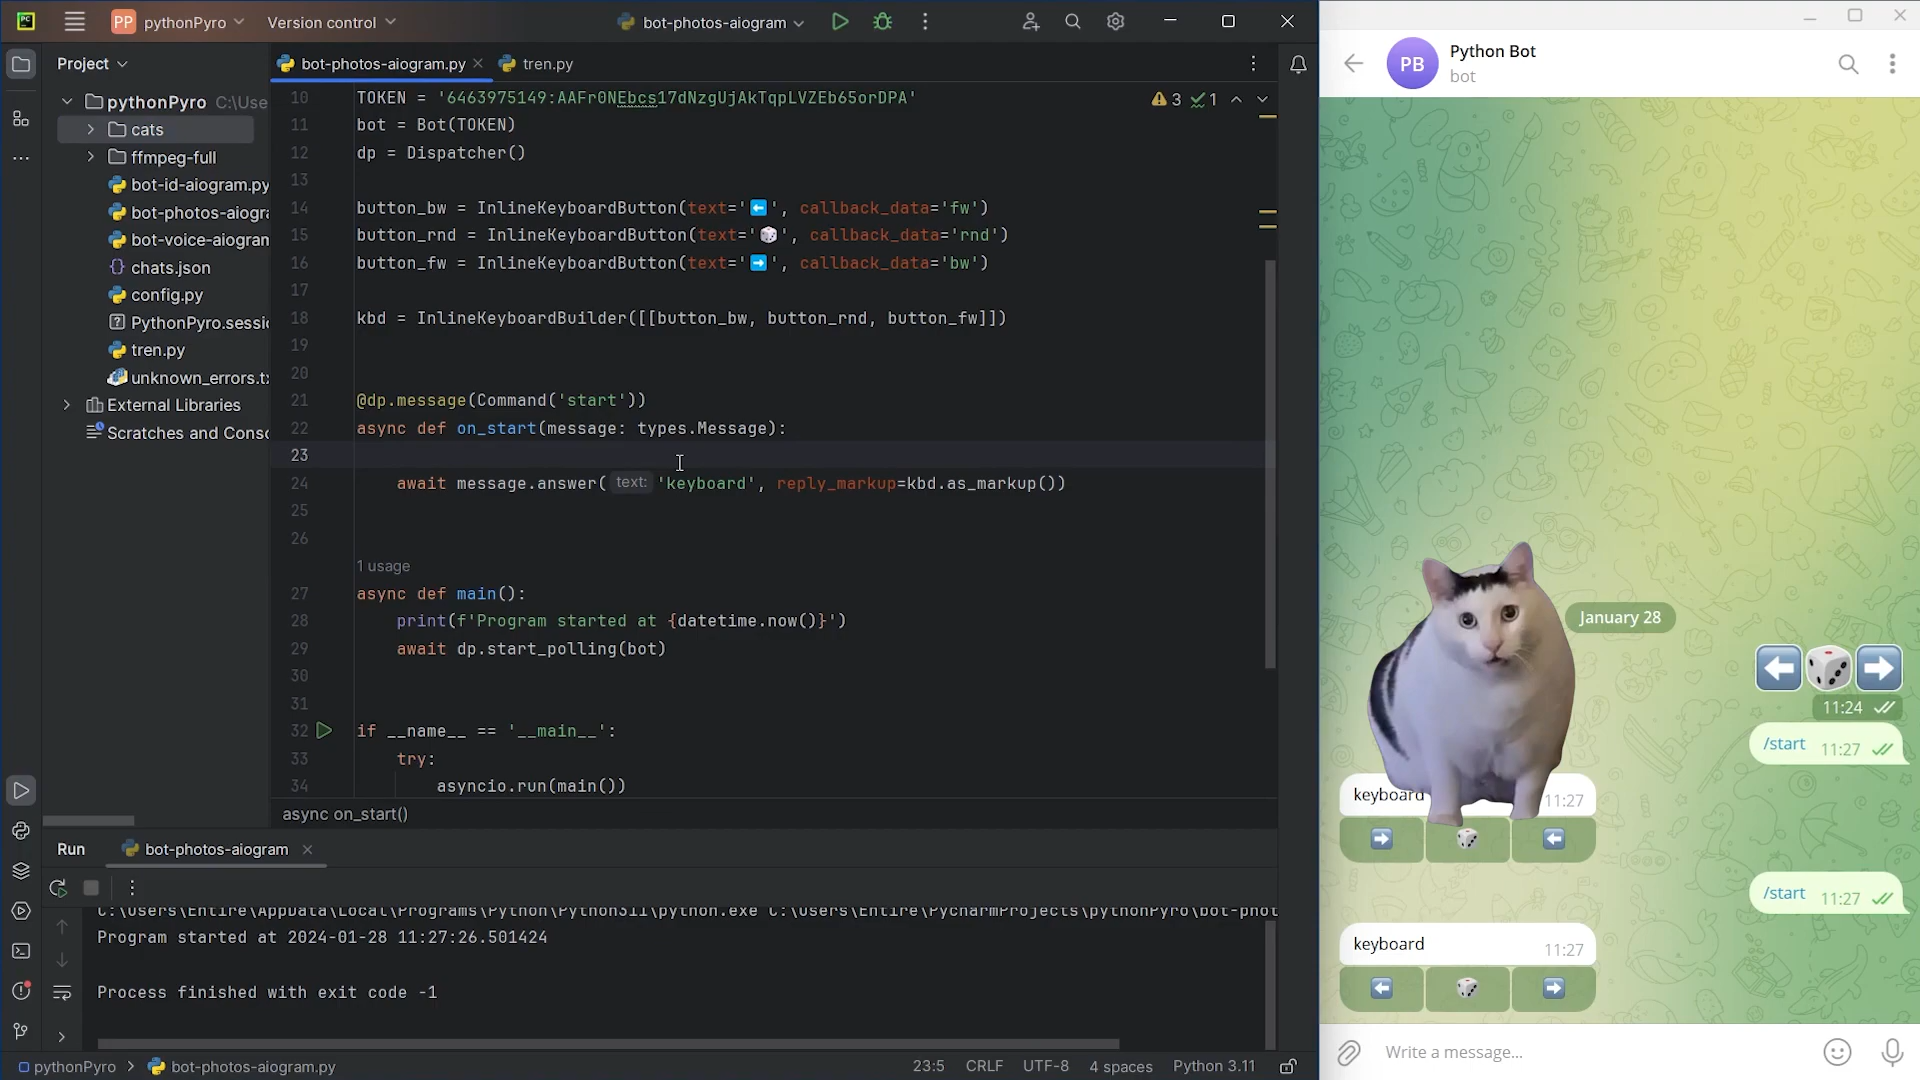 PP pythonPyro Version control bot-photos-aiogram
Project
bot-photos-aiogram.py tren.py
pythonPyro C:\Use
cats
ffmpeg-full
bot-id-aiogram.py
bot-photos-aiogra
bot-voice-aiogran
chats.json
config.py
PythonPyro.sessio
tren.py
unknown_errors.tx
External Libraries
Scratches and Conso
3 1
10 TOKEN = '6463975149:AAFr0NEbcs17dNzgUjAkTqpLVZEb65orDPA'
11 bot = Bot(TOKEN)
12 dp = Dispatcher()
13
14 button_bw = InlineKeyboardButton(text='⬅️', callback_data='fw')
15 button_rnd = InlineKeyboardButton(text='🎲', callback_data='rnd')
16 button_fw = InlineKeyboardButton(text='➡️', callback_data='bw')
17
18 kbd = InlineKeyboardBuilder([[button_bw, button_rnd, button_fw]])
19
20
21 @dp.message(Command('start'))
22 async def on_start(message: types.Message):
23
24 await message.answer( text: 'keyboard', reply_markup=kbd.as_markup())
25
26
1 usage
27 async def main():
28 print(f'Program started at {datetime.now()}')
29 await dp.start_polling(bot)
30
31
32 if __name__ == '__main__':
33 try:
34 asyncio.run(main())
async on_start()
Run bot-photos-aiogram
C:\Users\Entire\AppData\Local\Programs\Python\Python311\python.exe C:\Users\Entire\PycharmProjects\pythonPyro\bot-phot
Program started at 2024-01-28 11:27:26.501424
Process finished with exit code -1
pythonPyro bot-photos-aiogram.py 23:5 CRLF UTF-8 4 spaces Python 3.11
PB
Python Bot
bot
January 28
⬅️🎲➡️
11:24
/start 11:27
keyboard 11:27
➡️ 🎲 ⬅️
/start 11:27
keyboard 11:27
⬅️ 🎲 ➡️
Write a message...